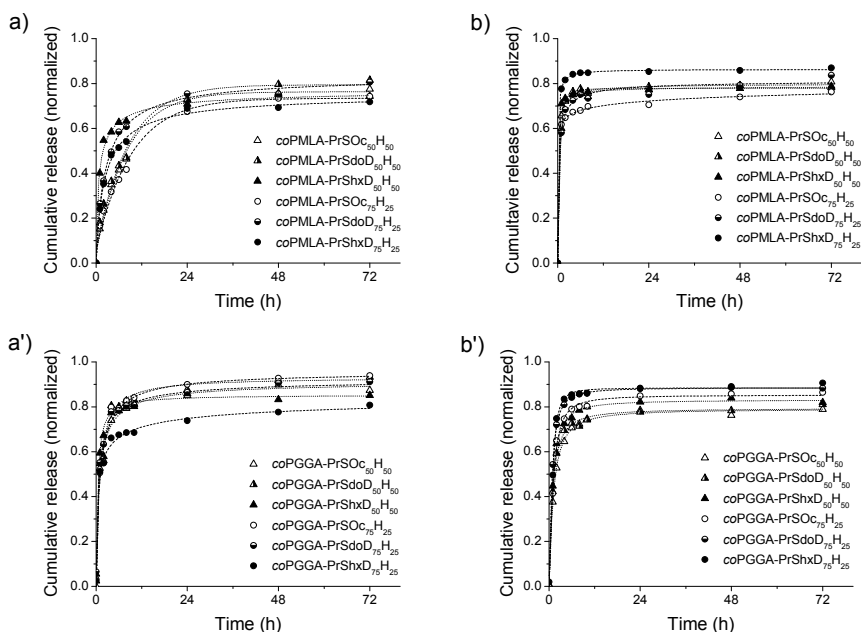 a)
Cumulative release (normalized)
1.0
0.8
0.6
0.4
0.2
0.0
coPMLA-PrSOc50H50
coPMLA-PrSdoD50H50
coPMLA-PrShxD50H50
coPMLA-PrSOc75H25
coPMLA-PrSdoD75H25
coPMLA-PrShxD75H25
0 24 48 72
Time (h)
b)
Cumultavie release (normalized)
1.0
0.8
0.6
0.4
0.2
0.0
coPMLA-PrSOc50H50
coPMLA-PrSdoD50H50
coPMLA-PrShxD50H50
coPMLA-PrSOc75H25
coPMLA-PrSdoD75H25
coPMLA-PrShxD75H25
0 24 48 72
Time (h)
a')
Cumulative release (normalized)
1.0
0.8
0.6
0.4
0.2
0.0
coPGGA-PrSOc50H50
coPGGA-PrSdoD50H50
coPGGA-PrShxD50H50
coPGGA-PrSOc75H25
coPGGA-PrSdoD75H25
coPGGA-PrShxD75H25
0 24 48 72
Time (h)
b')
Cumulative release (normalized)
1.0
0.8
0.6
0.4
0.2
0.0
coPGGA-PrSOc50H50
coPGGA-PrSdoD50H50
coPGGA-PrShxD50H50
coPGGA-PrSOc75H25
coPGGA-PrSdoD75H25
coPGGA-PrShxD75H25
0 24 48 72
Time (h)